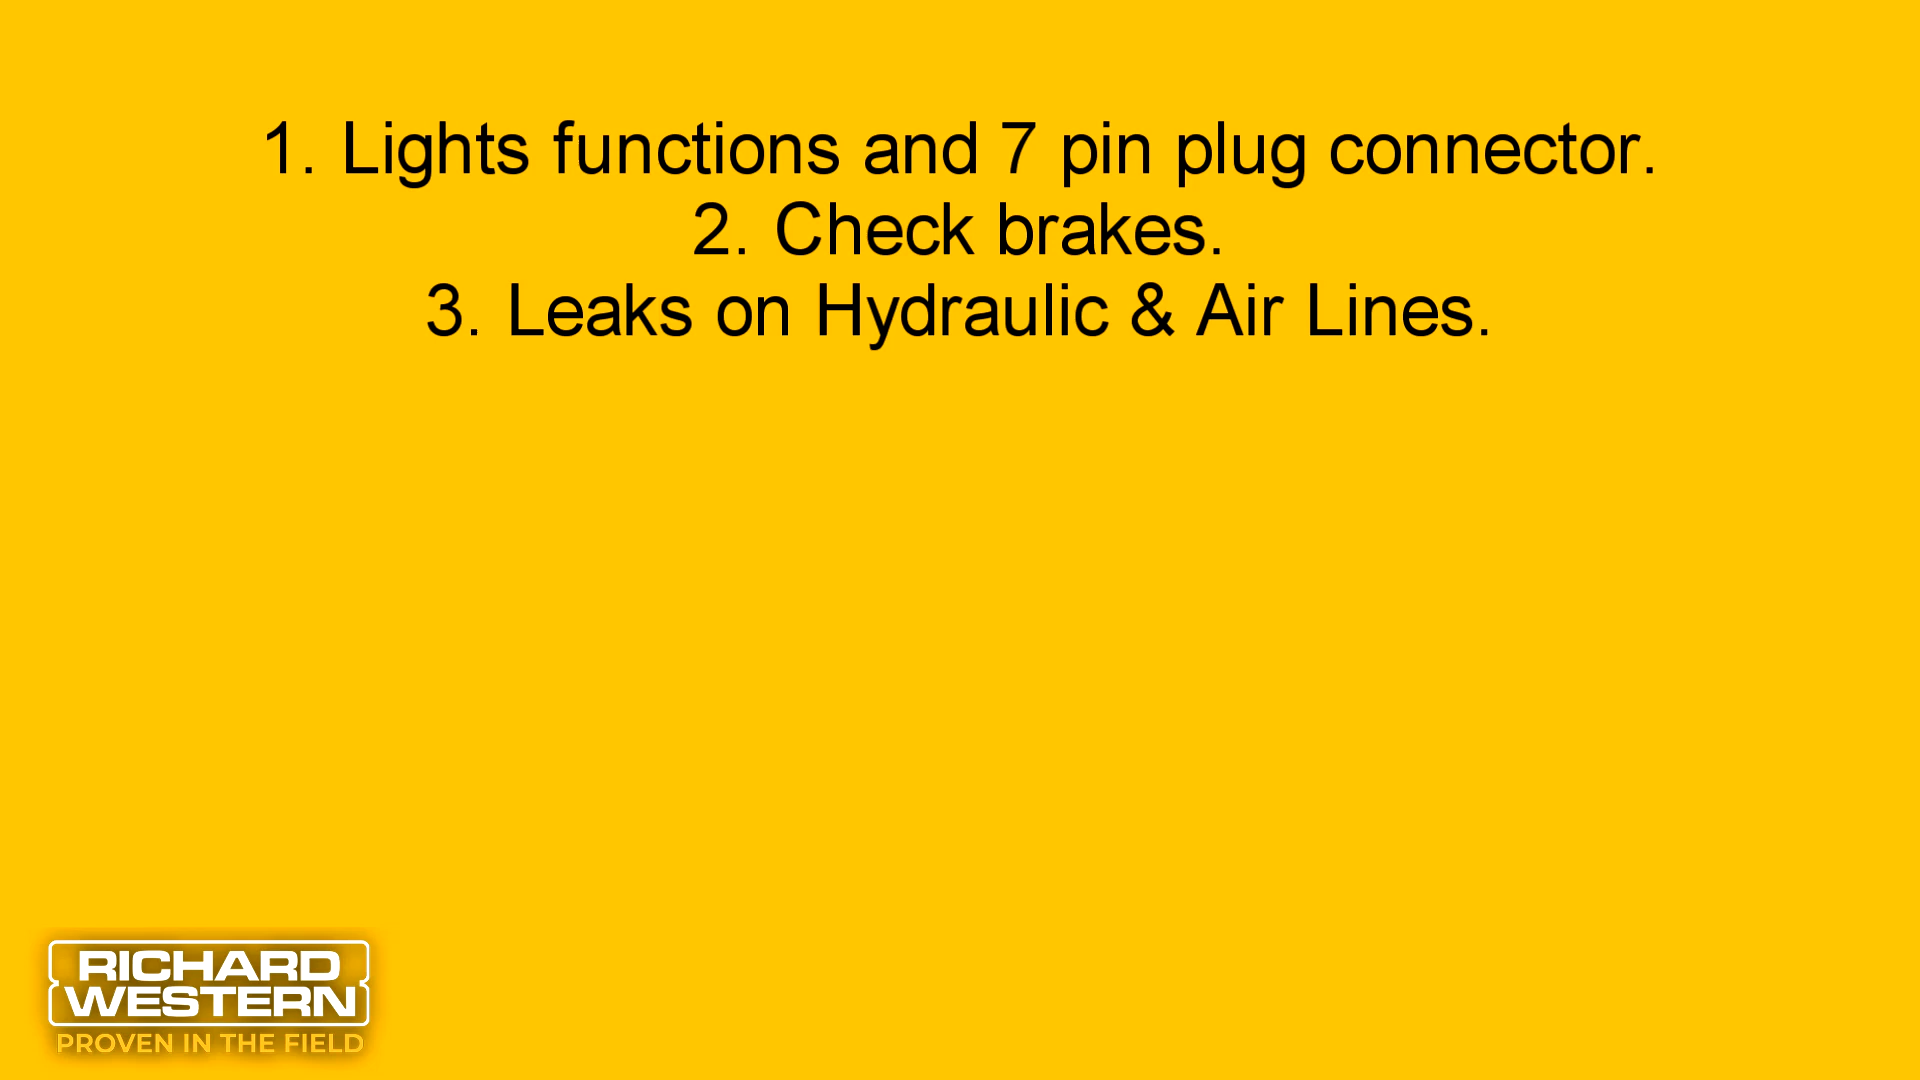 1. Lights functions and 7 pin plug connector.
2. Check brakes.
3. Leaks on Hydraulic & Air Lines.
RICHARD
WESTERN
PROVEN IN THE FIELD